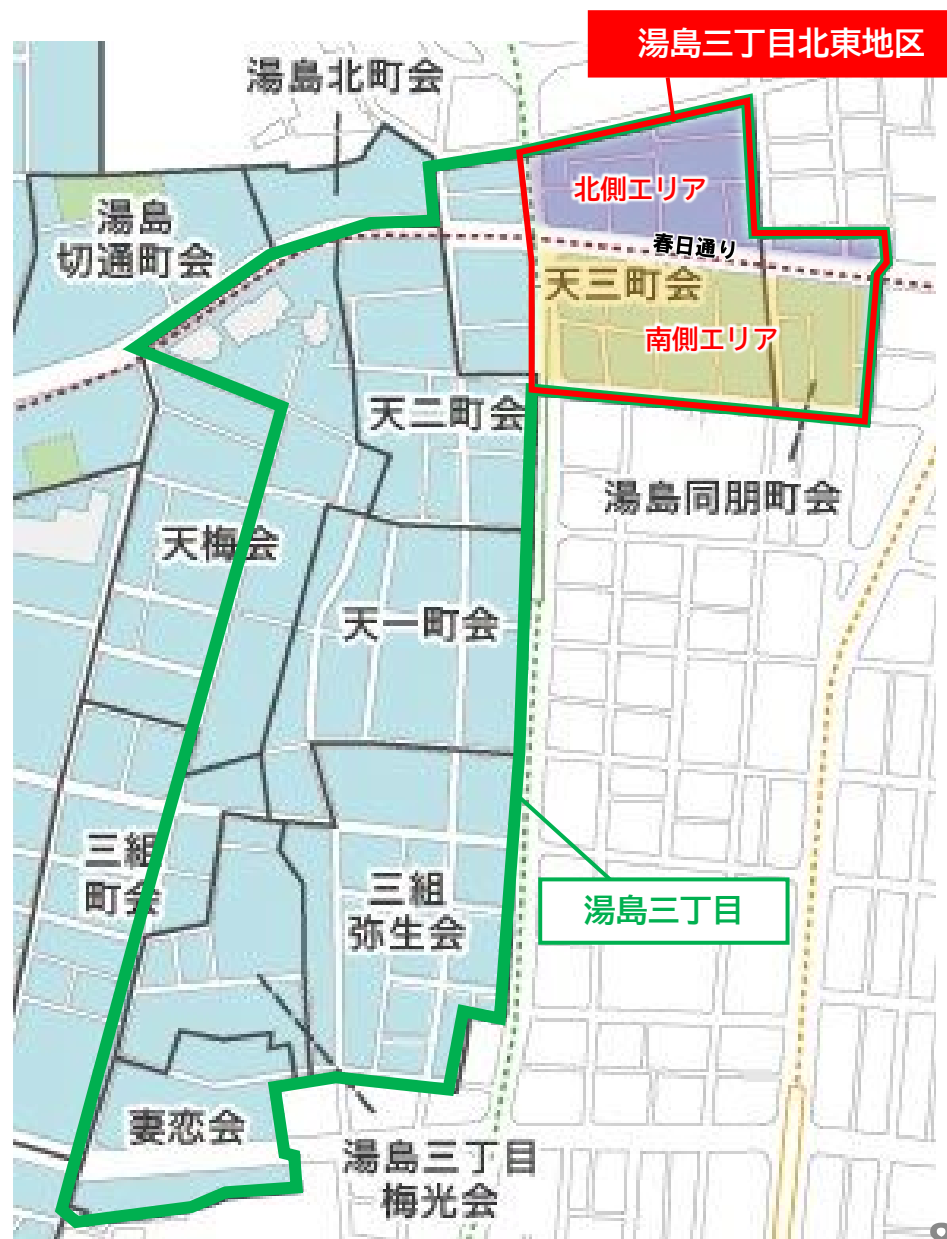 湯島三丁目北東地区
湯島北町会
北側エリア
湯島
切通町会
春日通り
天三町会
南側エリア
天二町会
湯島同朋町会
天梅会
天一町会
三組
町会
三組
弥生会
湯島三丁目
妻恋会
湯島三丁目
梅光会